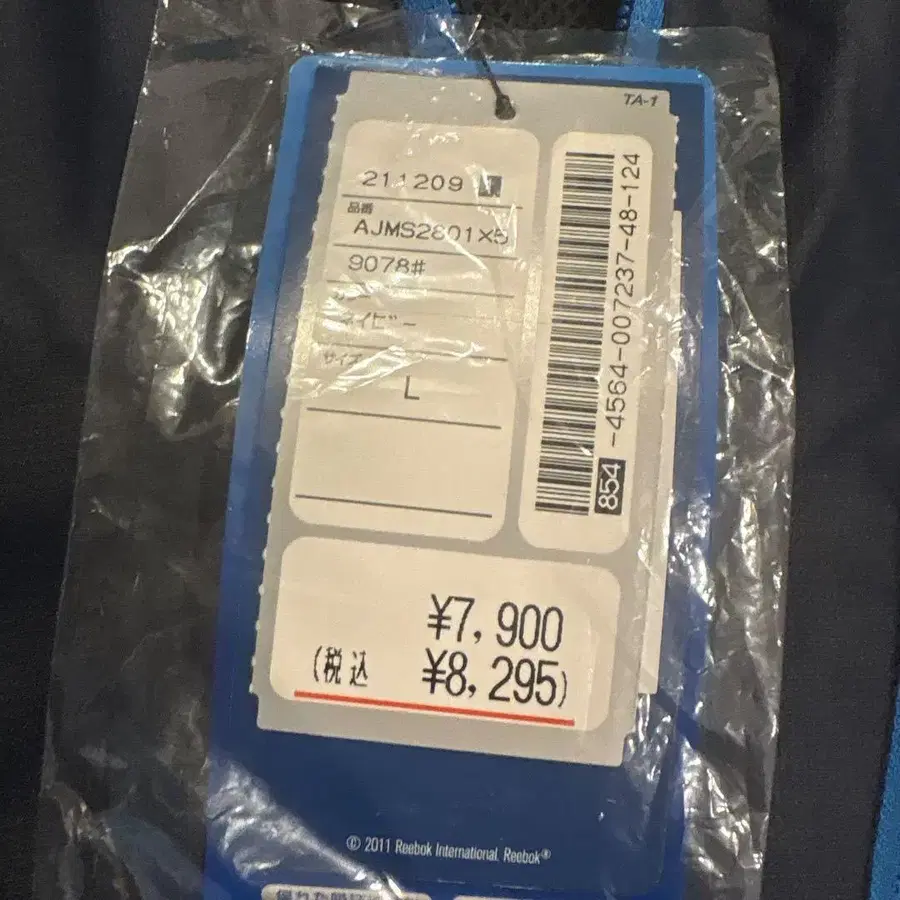 TA-1
211209 T
品番
AJMS2801X5
9078#
ネイビー
サイズ
L
854-4564-007237-48-124
¥7,900
(税込 ¥8,295)
© 2011 Reebok International. Reebok®